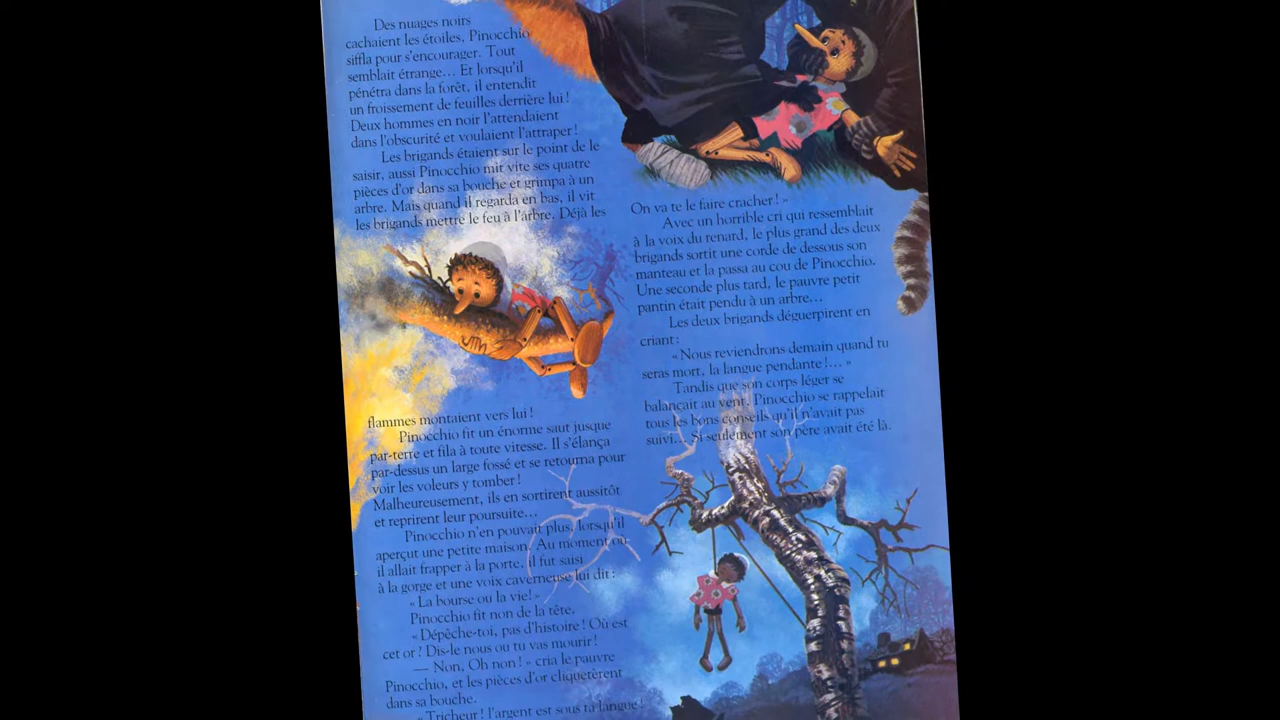 Des nuages noirs
cachaient les étoiles, Pinocchio
siffla pour s'encourager. Tout
semblait étrange... Et lorsqu'il
pénétra dans la forêt, il entendit
un froissement de feuilles derrière lui !
Deux hommes en noir l'attendaient
dans l'obscurité et voulaient l'attraper !
Les brigands étaient sur le point de le
saisir, aussi Pinocchio mit vite ses quatre
pièces d'or dans sa bouche et grimpa à un
arbre. Mais quand il regarda en bas, il vit
les brigands mettre le feu à l'arbre. Déjà les
flammes montaient vers lui !
Pinocchio fit un énorme saut jusque
par-terre et fila à toute vitesse. Il s'élança
par-dessus un large fossé et se retourna pour
voir les voleurs y tomber !
Malheureusement, ils en sortirent aussitôt
et reprirent leur poursuite...
Pinocchio n'en pouvait plus, lorsqu'il
aperçut une petite maison. Au moment où
il allait frapper à la porte, il fut saisi
à la gorge et une voix caverneuse lui dit :
« La bourse ou la vie! »
Pinocchio fit non de la tête.
« Dépêche-toi, pas d'histoire ! Où est
cet or ? Dis-le nous ou tu vas mourir !
— Non, Oh non ! » cria le pauvre
Pinocchio, et les pièces d'or cliquetèrent
dans sa bouche.
« Tricheur ! l'argent est sous ta langue !
On va te le faire cracher ! »
Avec un horrible cri qui ressemblait
à la voix du renard, le plus grand des deux
brigands sortit une corde de dessous son
manteau et la passa au cou de Pinocchio.
Une seconde plus tard, le pauvre petit
pantin était pendu à un arbre...
Les deux brigands déguerpirent en
criant :
« Nous reviendrons demain quand tu
seras mort, la langue pendante !... »
Tandis que son corps léger se
balançait au vent, Pinocchio se rappelait
tous les bons conseils qu'il n'avait pas
suivi... Si seulement son père avait été là.